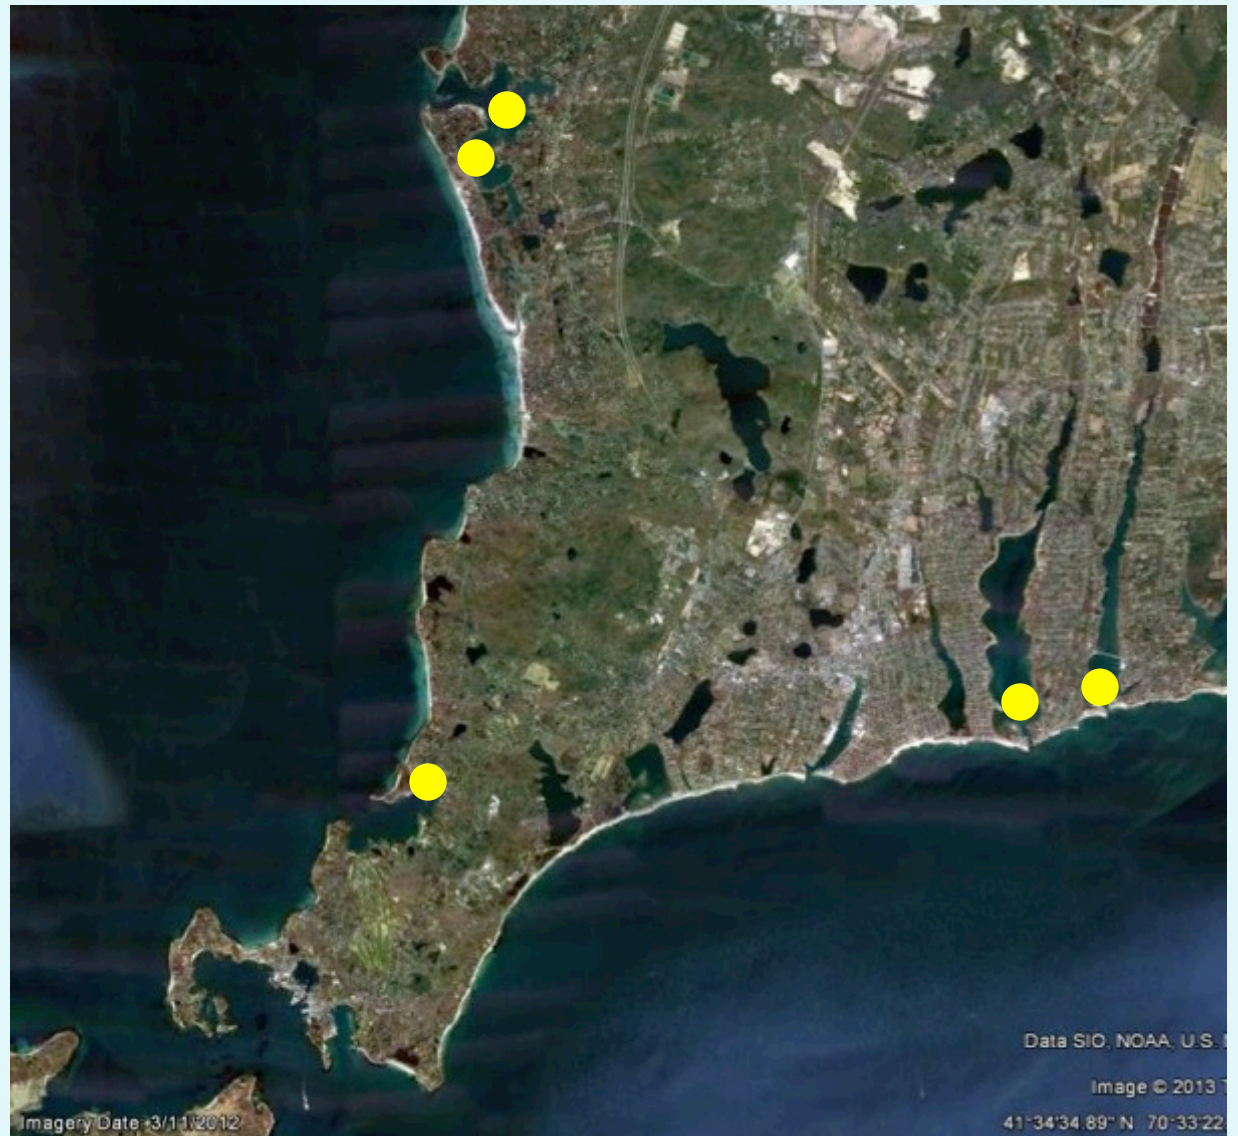 Data SIO, NOAA, U.S.
Image © 2013
Imagery Date: 3/11/2012
41°34'34.89" N 70°33'22